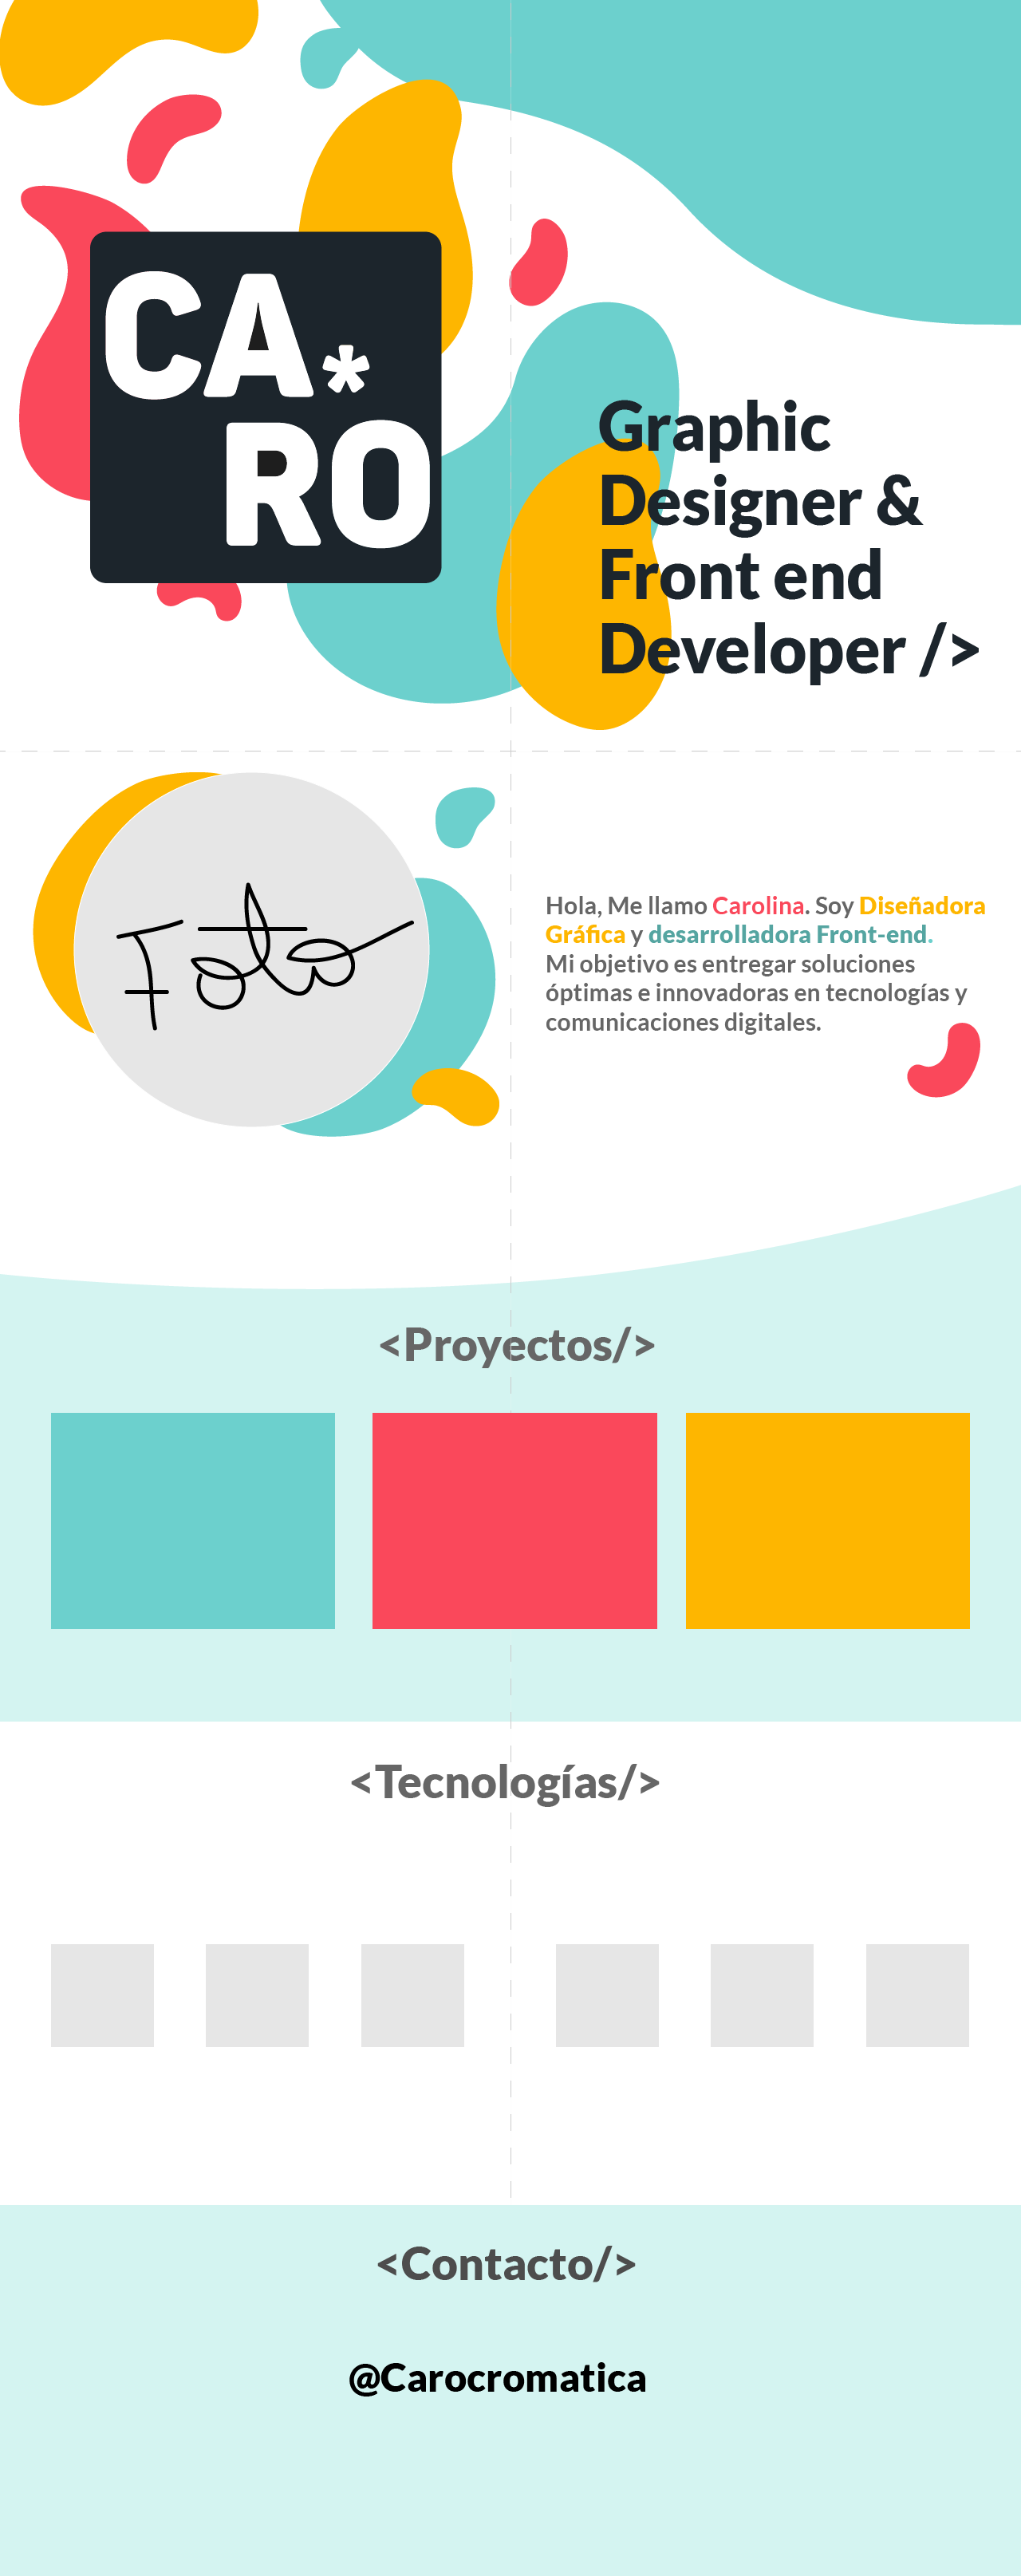 CA*
RO
Graphic
Designer &
Front end
Developer />
Foto
Hola, Me llamo Carolina. Soy Diseñadora
Gráfica y desarrolladora Front-end.
Mi objetivo es entregar soluciones
óptimas e innovadoras en tecnologías y
comunicaciones digitales.
<Proyectos/>
<Tecnologías/>
<Contacto/>
@Carocromatica